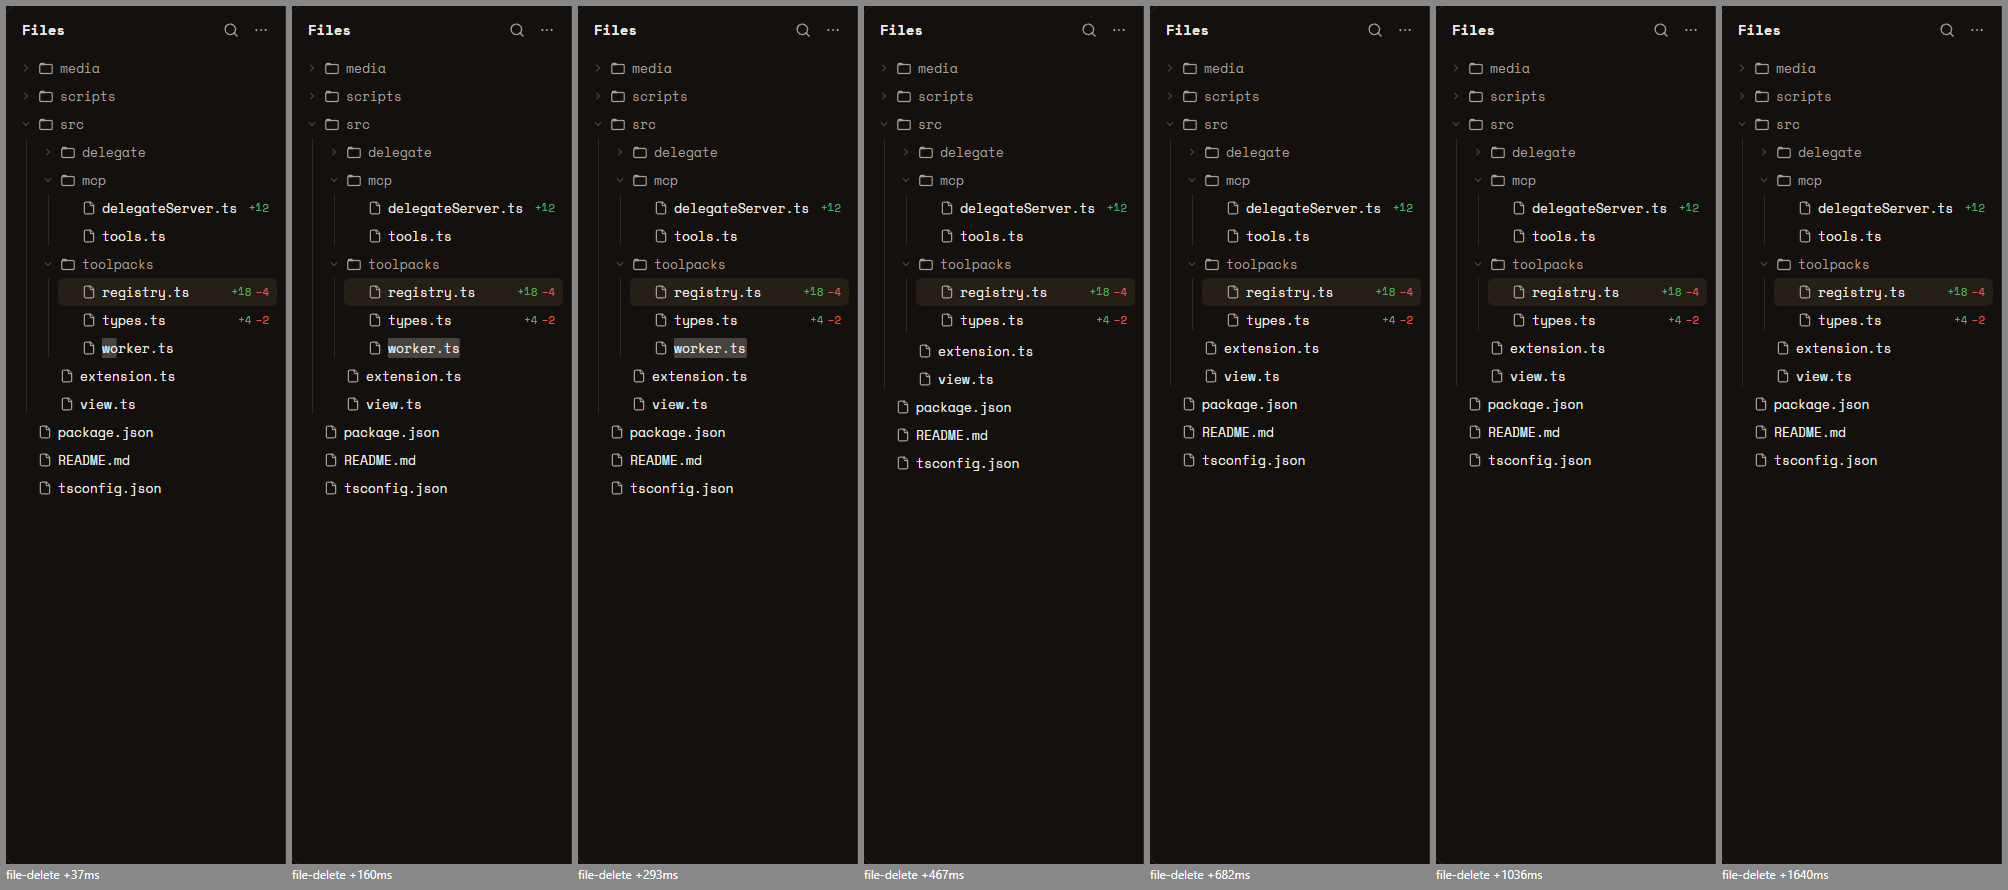 Files
media
scripts
src
delegate
mcp
delegateServer.ts +12
tools.ts
toolpacks
registry.ts +18 −4
types.ts +4 −2
worker.ts
extension.ts
view.ts
package.json
README.md
tsconfig.json
file-delete +37ms
Files
media
scripts
src
delegate
mcp
delegateServer.ts +12
tools.ts
toolpacks
registry.ts +18 −4
types.ts +4 −2
worker.ts
extension.ts
view.ts
package.json
README.md
tsconfig.json
file-delete +160ms
Files
media
scripts
src
delegate
mcp
delegateServer.ts +12
tools.ts
toolpacks
registry.ts +18 −4
types.ts +4 −2
worker.ts
extension.ts
view.ts
package.json
README.md
tsconfig.json
file-delete +293ms
Files
media
scripts
src
delegate
mcp
delegateServer.ts +12
tools.ts
toolpacks
registry.ts +18 −4
types.ts +4 −2
extension.ts
view.ts
package.json
README.md
tsconfig.json
file-delete +467ms
Files
media
scripts
src
delegate
mcp
delegateServer.ts +12
tools.ts
toolpacks
registry.ts +18 −4
types.ts +4 −2
extension.ts
view.ts
package.json
README.md
tsconfig.json
file-delete +682ms
Files
media
scripts
src
delegate
mcp
delegateServer.ts +12
tools.ts
toolpacks
registry.ts +18 −4
types.ts +4 −2
extension.ts
view.ts
package.json
README.md
tsconfig.json
file-delete +1036ms
Files
media
scripts
src
delegate
mcp
delegateServer.ts +12
tools.ts
toolpacks
registry.ts +18 −4
types.ts +4 −2
extension.ts
view.ts
package.json
README.md
tsconfig.json
file-delete +1640ms